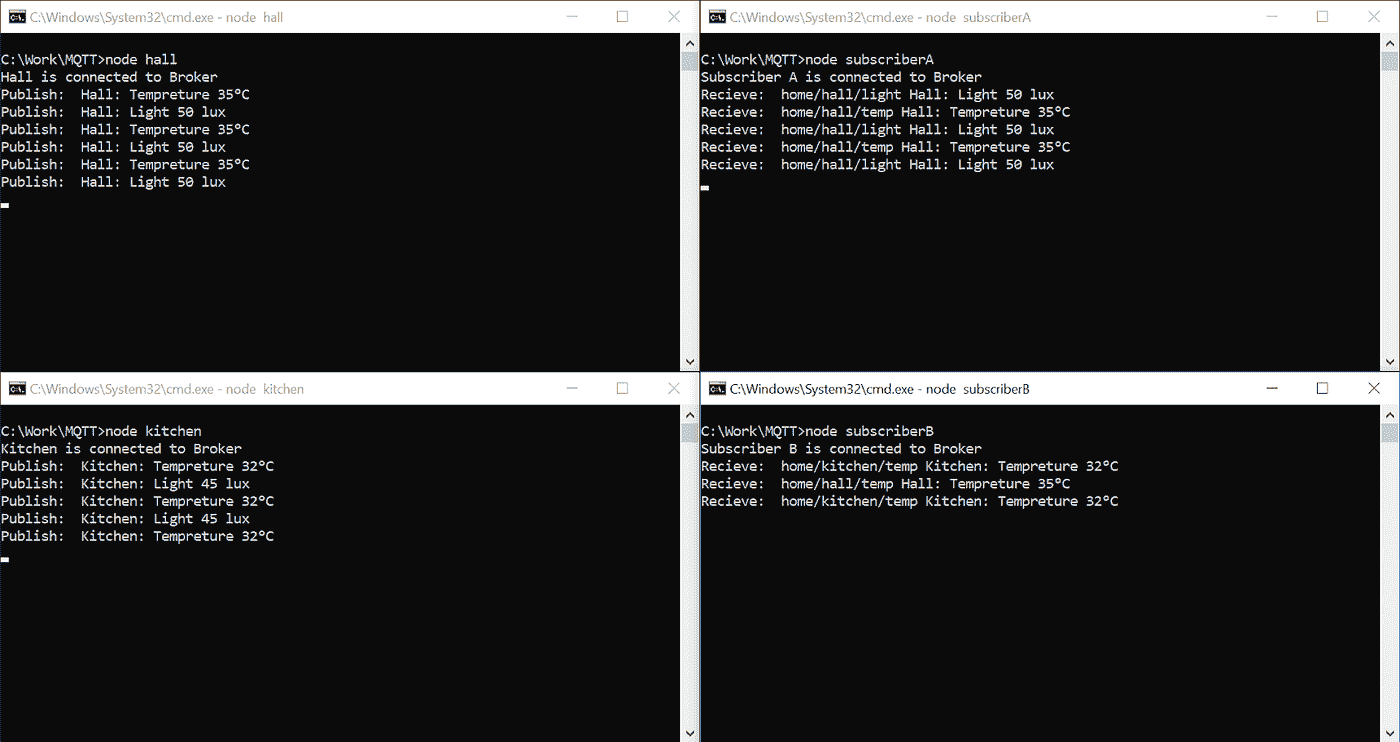 C:\Windows\System32\cmd.exe - node  hall
C:\Work\MQTT>node hall
Hall is connected to Broker
Publish:  Hall: Tempreture 35°C
Publish:  Hall: Light 50 lux
Publish:  Hall: Tempreture 35°C
Publish:  Hall: Light 50 lux
Publish:  Hall: Tempreture 35°C
Publish:  Hall: Light 50 lux
C:\Windows\System32\cmd.exe - node  subscriberA
C:\Work\MQTT>node subscriberA
Subscriber A is connected to Broker
Recieve:  home/hall/light Hall: Light 50 lux
Recieve:  home/hall/temp Hall: Tempreture 35°C
Recieve:  home/hall/light Hall: Light 50 lux
Recieve:  home/hall/temp Hall: Tempreture 35°C
Recieve:  home/hall/light Hall: Light 50 lux
C:\Windows\System32\cmd.exe - node  kitchen
C:\Work\MQTT>node kitchen
Kitchen is connected to Broker
Publish:  Kitchen: Tempreture 32°C
Publish:  Kitchen: Light 45 lux
Publish:  Kitchen: Tempreture 32°C
Publish:  Kitchen: Light 45 lux
Publish:  Kitchen: Tempreture 32°C
C:\Windows\System32\cmd.exe - node  subscriberB
C:\Work\MQTT>node subscriberB
Subscriber B is connected to Broker
Recieve:  home/kitchen/temp Kitchen: Tempreture 32°C
Recieve:  home/hall/temp Hall: Tempreture 35°C
Recieve:  home/kitchen/temp Kitchen: Tempreture 32°C